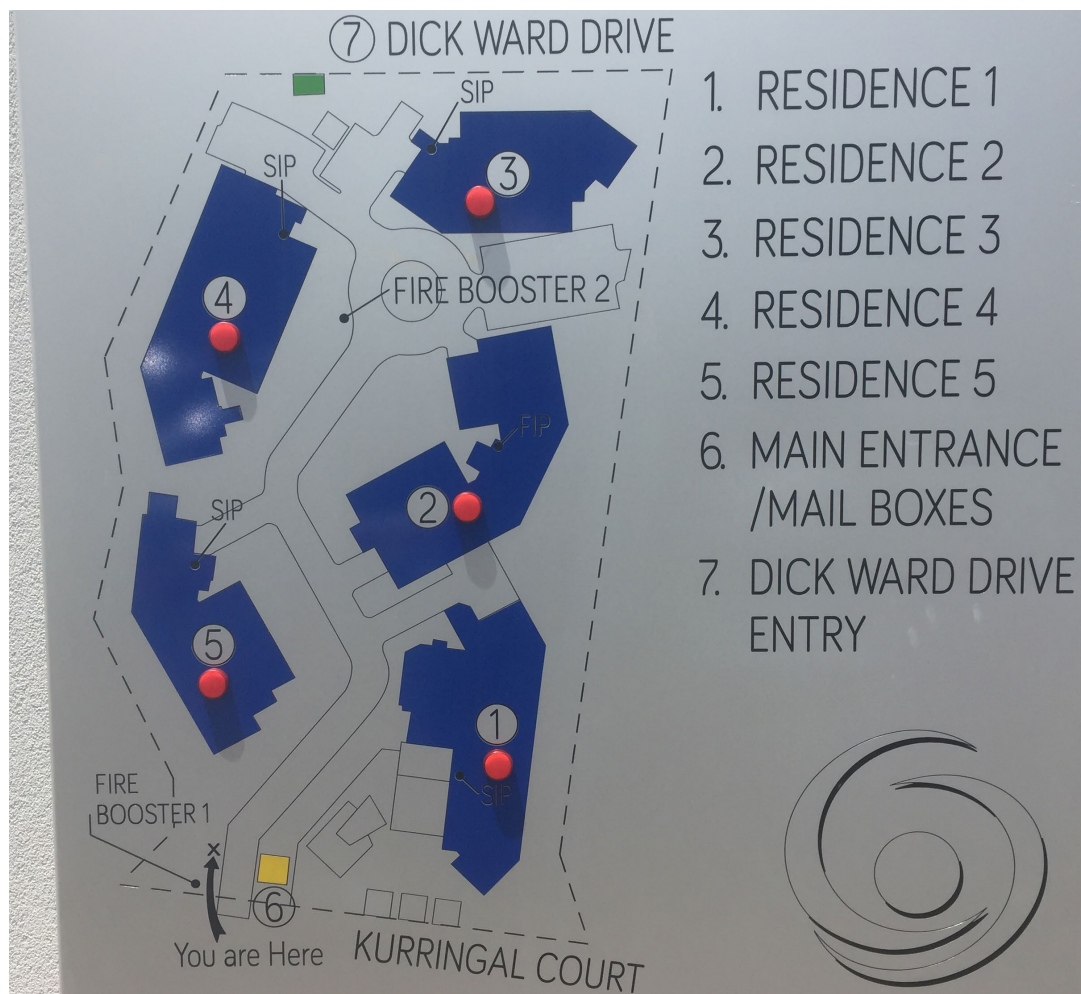 7 DICK WARD DRIVE
SIP
SIP
3
4
FIRE BOOSTER 2
FIP
2
SIP
5
1
SIP
FIRE
BOOSTER 1
x
6
You are Here
KURRINGAL COURT
1. RESIDENCE 1
2. RESIDENCE 2
3. RESIDENCE 3
4. RESIDENCE 4
5. RESIDENCE 5
6. MAIN ENTRANCE
/MAIL BOXES
7. DICK WARD DRIVE
ENTRY